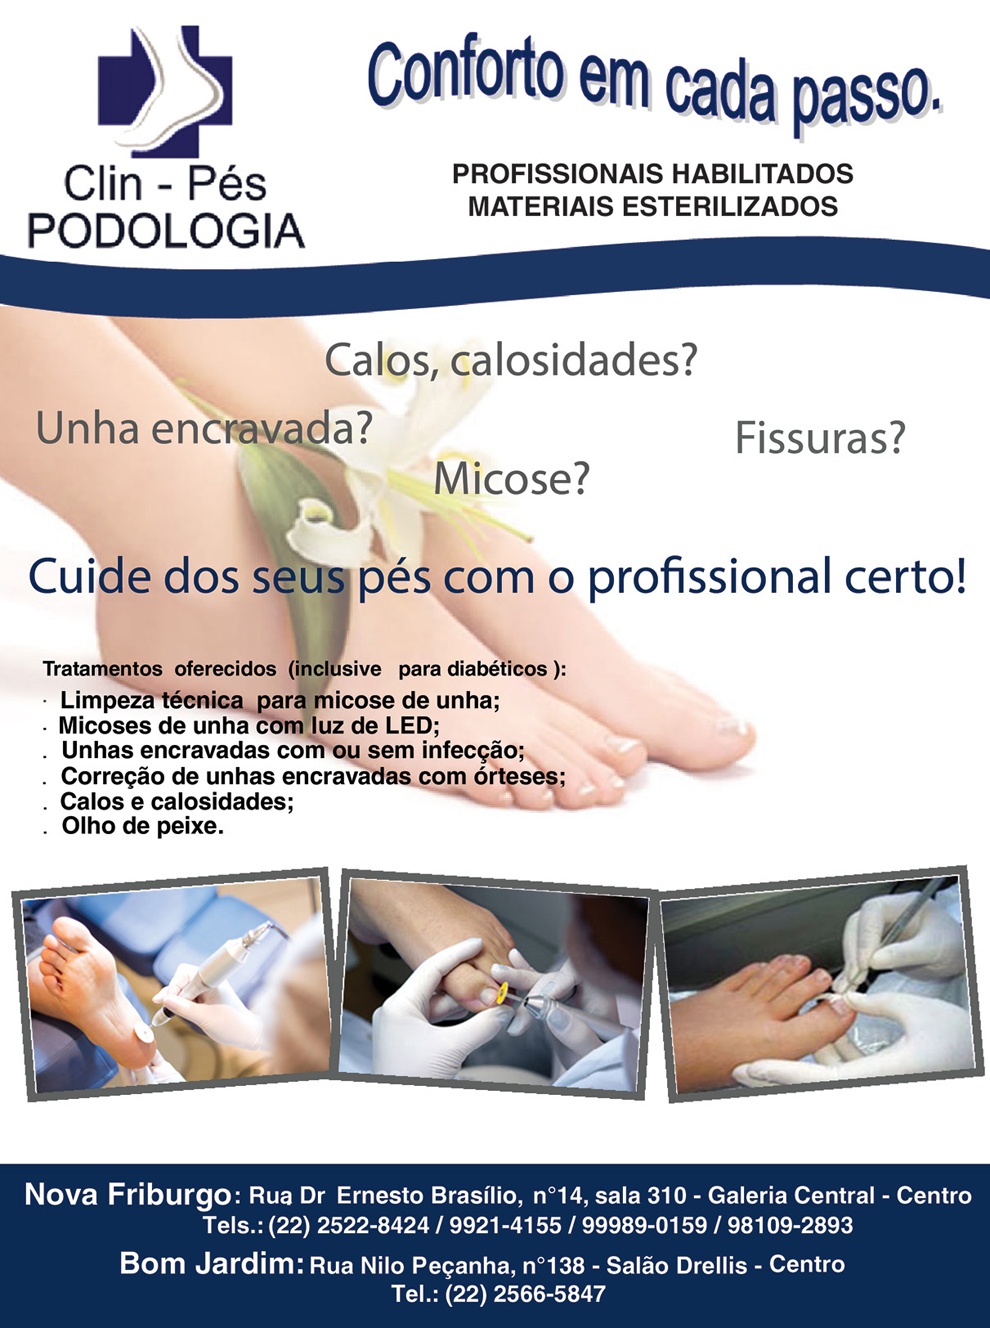 Clin - Pés
PODOLOGIA
Conforto em cada passo.
PROFISSIONAIS HABILITADOS
MATERIAIS ESTERILIZADOS
Calos, calosidades?
Unha encravada?
Fissuras?
Micose?
Cuide dos seus pés com o profissional certo!
Tratamentos oferecidos (inclusive para diabéticos ):
· Limpeza técnica para micose de unha;
· Micoses de unha com luz de LED;
. Unhas encravadas com ou sem infecção;
. Correção de unhas encravadas com órteses;
. Calos e calosidades;
. Olho de peixe.
Nova Friburgo: Rua Dr Ernesto Brasílio, n°14, sala 310 - Galeria Central - Centro
Tels.: (22) 2522-8424 / 9921-4155 / 99989-0159 / 98109-2893
Bom Jardim: Rua Nilo Peçanha, n°138 - Salão Drellis - Centro
Tel.: (22) 2566-5847